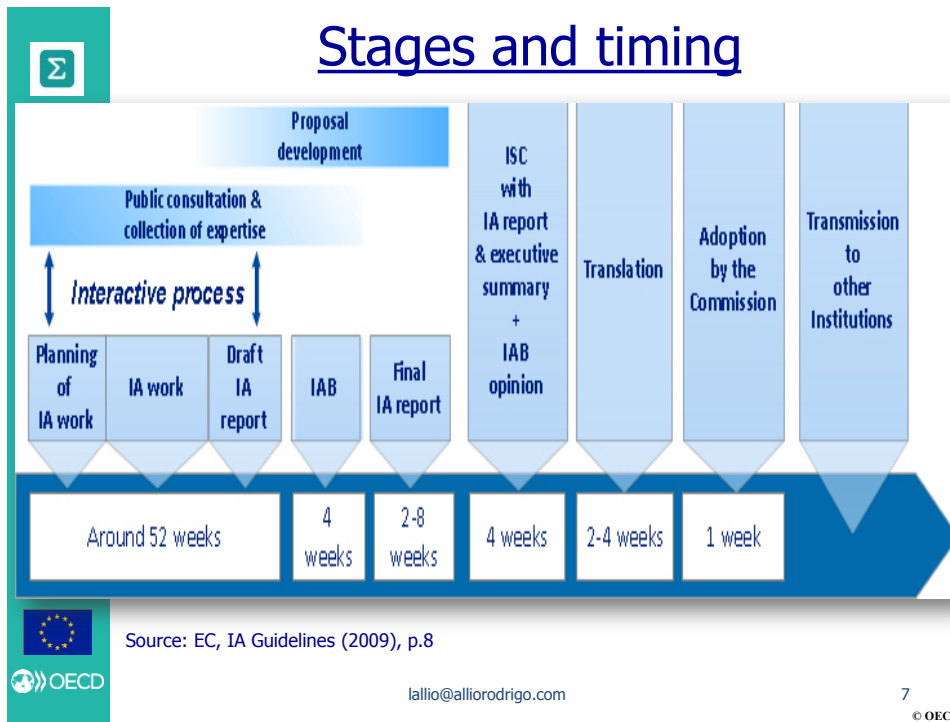 Stages and timing
Σ
Proposal
development
Public consultation &
collection of expertise
Interactive process
Planning
of
IA work
IA work
Draft
IA
report
IAB
Final
IA report
ISC
with
IA report
& executive
summary
+
IAB
opinion
Translation
Adoption
by the
Commission
Transmission
to
other
Institutions
Around 52 weeks
4
weeks
2-8
weeks
4 weeks
2-4 weeks
1 week
Source: EC, IA Guidelines (2009), p.8
OECD
lallio@alliorodrigo.com
7
© OEC